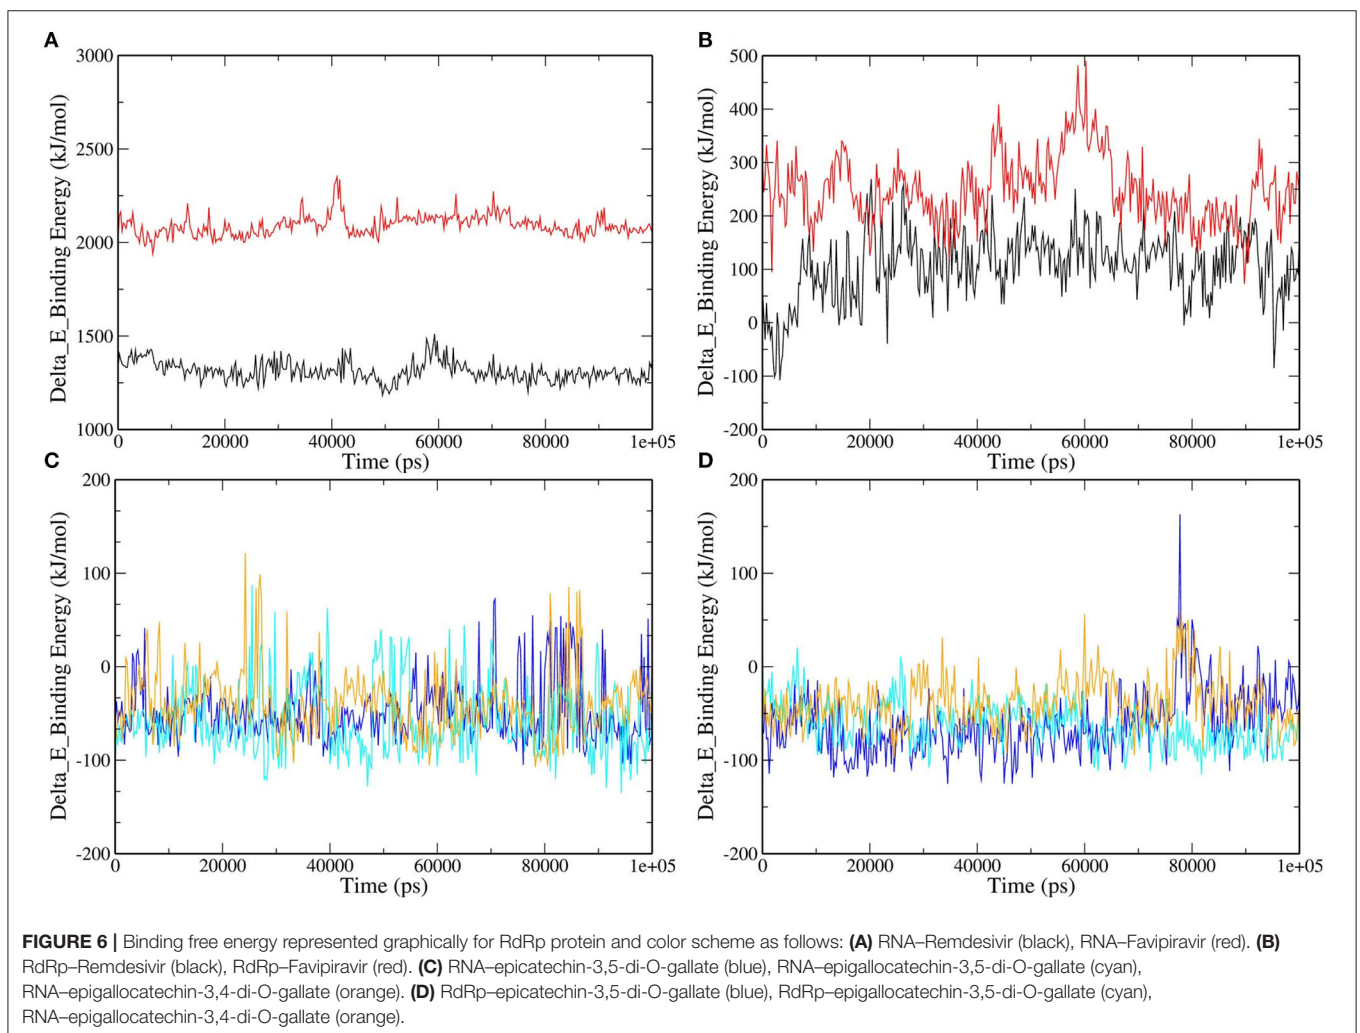 A
3000
2500
2000
1500
1000
Delta_E_Binding Energy (kJ/mol)
0
20000
40000
60000
80000
1e+05
Time (ps)
B
500
400
300
200
100
0
-100
-200
Delta_E_Binding Energy (kJ/mol)
0
20000
40000
60000
80000
1e+05
Time (ps)
C
200
100
0
-100
-200
Delta_E_Binding Energy (kJ/mol)
0
20000
40000
60000
80000
1e+05
Time (ps)
D
200
100
0
-100
-200
Delta_E_Binding Energy (kJ/mol)
0
20000
40000
60000
80000
1e+05
Time (ps)
FIGURE 6 | Binding free energy represented graphically for RdRp protein and color scheme as follows: (A) RNA–Remdesivir (black), RNA–Favipiravir (red). (B)
RdRp–Remdesivir (black), RdRp–Favipiravir (red). (C) RNA–epicatechin-3,5-di-O-gallate (blue), RNA–epigallocatechin-3,5-di-O-gallate (cyan),
RNA–epigallocatechin-3,4-di-O-gallate (orange). (D) RdRp–epicatechin-3,5-di-O-gallate (blue), RdRp–epigallocatechin-3,5-di-O-gallate (cyan),
RNA–epigallocatechin-3,4-di-O-gallate (orange).